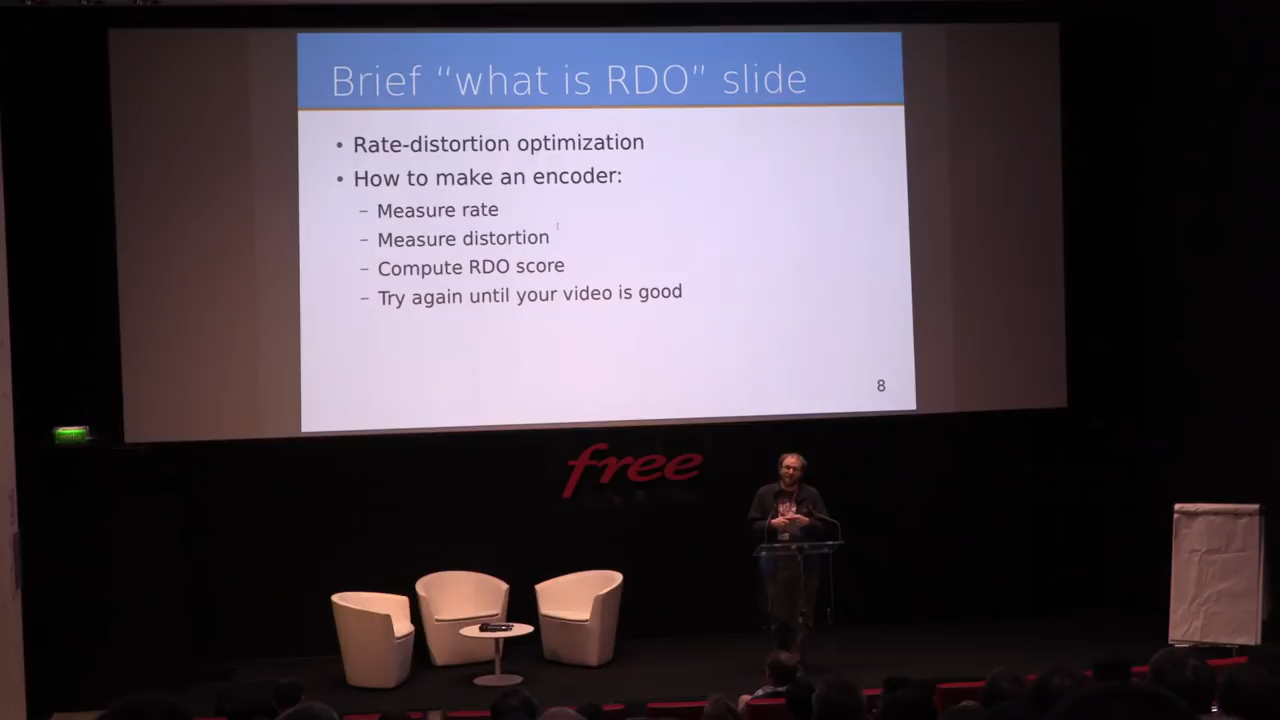 Brief “what is RDO” slide
• Rate-distortion optimization
• How to make an encoder:
– Measure rate
– Measure distortion
– Compute RDO score
– Try again until your video is good
8
free